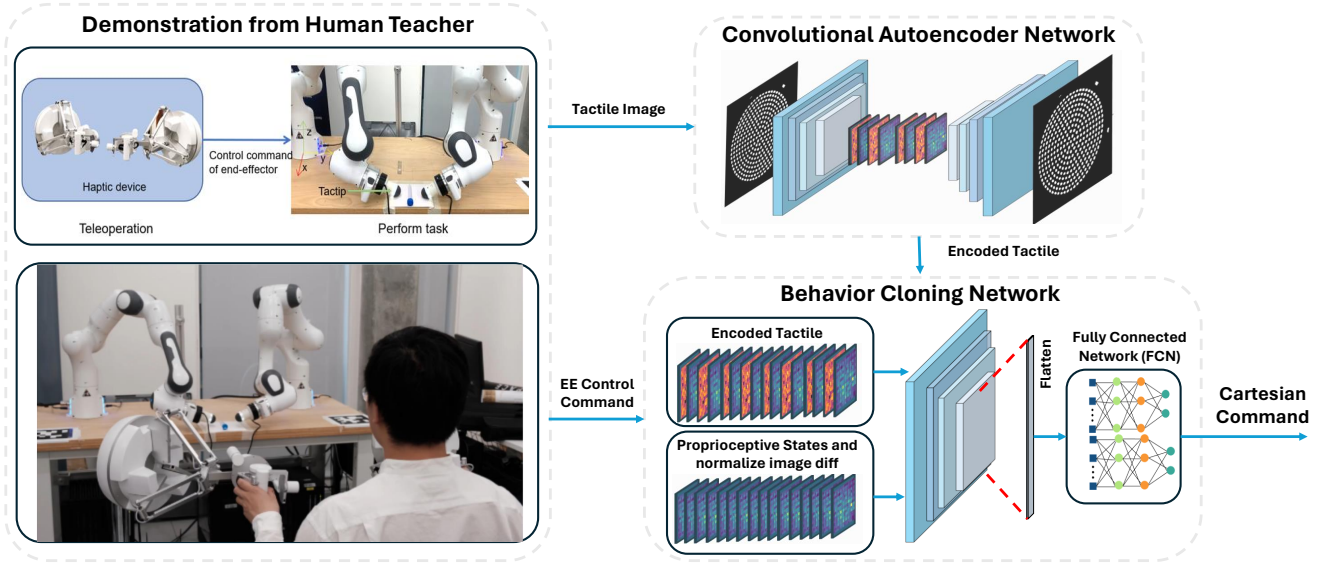 Demonstration from Human Teacher
Haptic device
Control command
of end-effector
z
y
x
Tactip
Teleoperation
Perform task
Tactile Image
Convolutional Autoencoder Network
Encoded Tactile
EE Control
Command
Behavior Cloning Network
Encoded Tactile
Proprioceptive States and
normalize image diff
Flatten
Fully Connected
Network (FCN)
Cartesian
Command